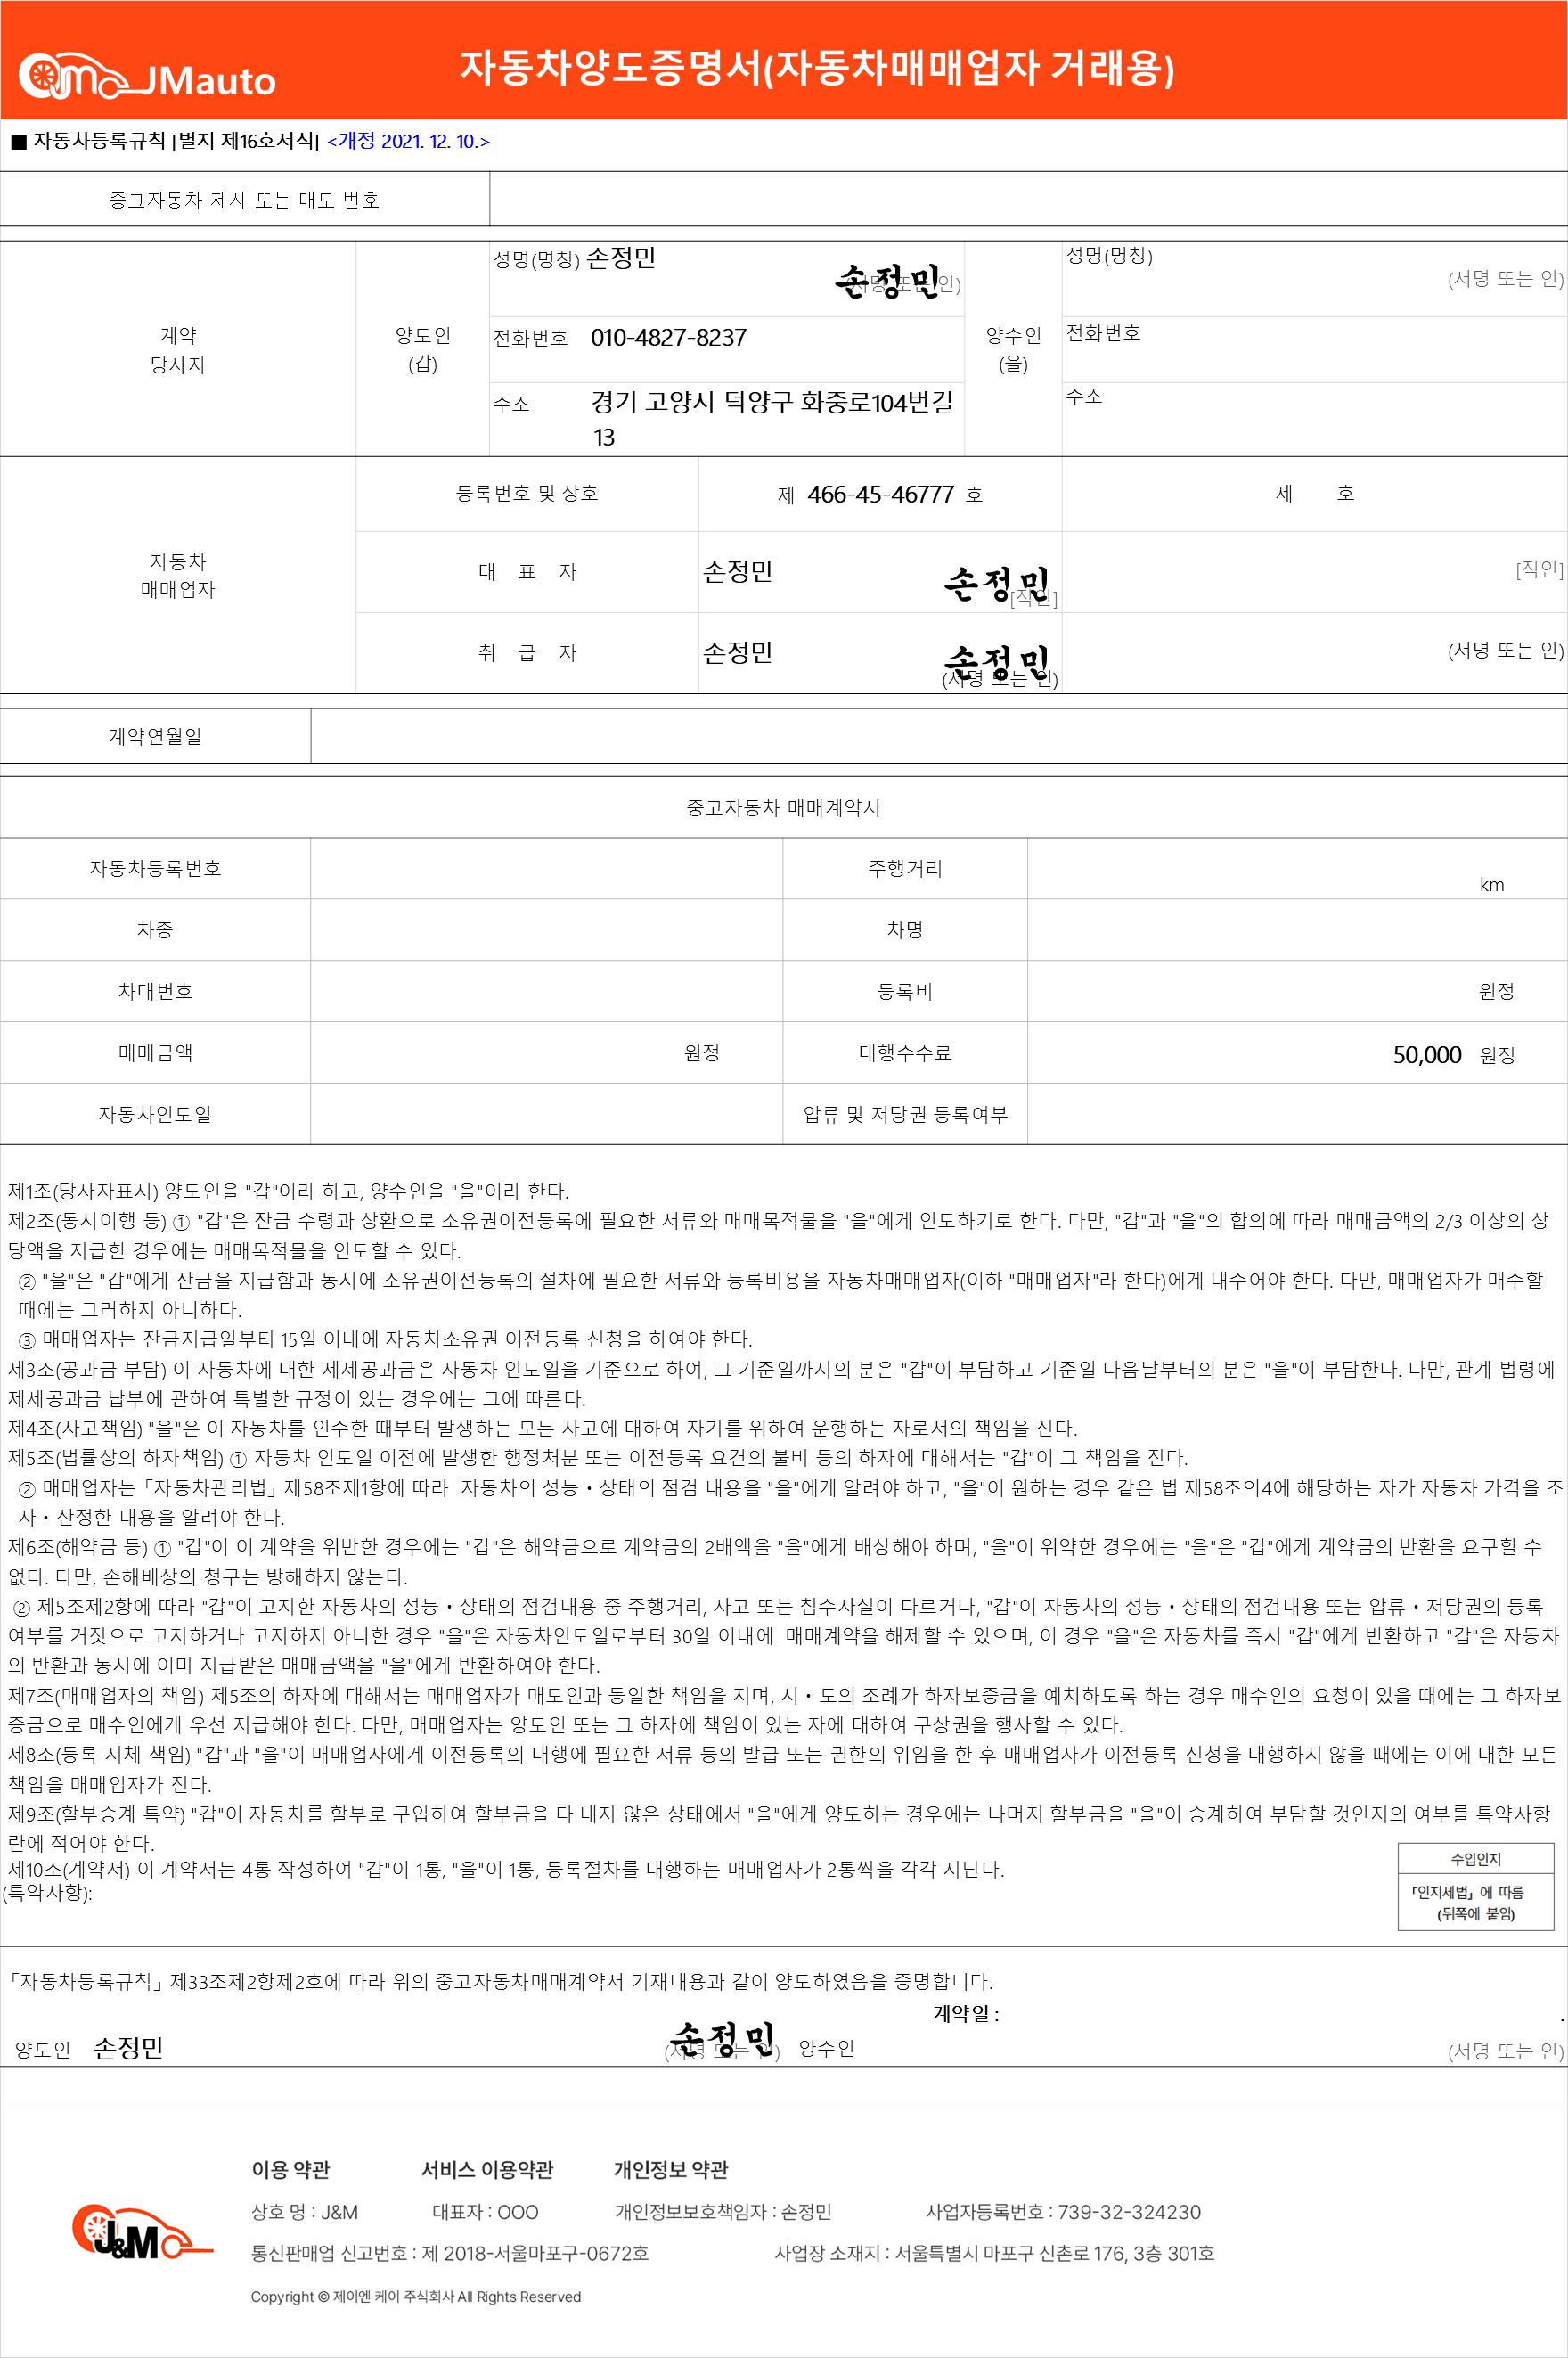 JMauto
자동차양도증명서(자동차매매업자 거래용)
■ 자동차등록규칙 [별지 제16호서식] <개정 2021. 12. 10.>
중고자동차 제시 또는 매도 번호
계약
당사자
양도인
(갑)
성명(명칭) 손정민
손정민
(서명 또는 인)
전화번호 010-4827-8237
주소 경기 고양시 덕양구 화중로104번길
13
양수인
(을)
성명(명칭)
(서명 또는 인)
전화번호
주소
자동차
매매업자
등록번호 및 상호
제 466-45-46777 호
제 호
대 표 자
손정민
손정민
[직인]
[직인]
취 급 자
손정민
손정민
(서명 또는 인)
(서명 또는 인)
계약연월일
중고자동차 매매계약서
자동차등록번호
주행거리
km
차종
차명
차대번호
등록비
원정
매매금액
원정
대행수수료
50,000 원정
자동차인도일
압류 및 저당권 등록여부
제1조(당사자표시) 양도인을 "갑"이라 하고, 양수인을 "을"이라 한다.
제2조(동시이행 등) ① "갑"은 잔금 수령과 상환으로 소유권이전등록에 필요한 서류와 매매목적물을 "을"에게 인도하기로 한다. 다만, "갑"과 "을"의 합의에 따라 매매금액의 2/3 이상의 상
당액을 지급한 경우에는 매매목적물을 인도할 수 있다.
② "을"은 "갑"에게 잔금을 지급함과 동시에 소유권이전등록의 절차에 필요한 서류와 등록비용을 자동차매매업자(이하 "매매업자"라 한다)에게 내주어야 한다. 다만, 매매업자가 매수할
때에는 그러하지 아니하다.
③ 매매업자는 잔금지급일부터 15일 이내에 자동차소유권 이전등록 신청을 하여야 한다.
제3조(공과금 부담) 이 자동차에 대한 제세공과금은 자동차 인도일을 기준으로 하여, 그 기준일까지의 분은 "갑"이 부담하고 기준일 다음날부터의 분은 "을"이 부담한다. 다만, 관계 법령에
제세공과금 납부에 관하여 특별한 규정이 있는 경우에는 그에 따른다.
제4조(사고책임) "을"은 이 자동차를 인수한 때부터 발생하는 모든 사고에 대하여 자기를 위하여 운행하는 자로서의 책임을 진다.
제5조(법률상의 하자책임) ① 자동차 인도일 이전에 발생한 행정처분 또는 이전등록 요건의 불비 등의 하자에 대해서는 "갑"이 그 책임을 진다.
② 매매업자는 「자동차관리법」 제58조제1항에 따라 자동차의 성능・상태의 점검 내용을 "을"에게 알려야 하고, "을"이 원하는 경우 같은 법 제58조의4에 해당하는 자가 자동차 가격을 조
사・산정한 내용을 알려야 한다.
제6조(해약금 등) ① "갑"이 이 계약을 위반한 경우에는 "갑"은 해약금으로 계약금의 2배액을 "을"에게 배상해야 하며, "을"이 위약한 경우에는 "을"은 "갑"에게 계약금의 반환을 요구할 수
없다. 다만, 손해배상의 청구는 방해하지 않는다.
② 제5조제2항에 따라 "갑"이 고지한 자동차의 성능・상태의 점검내용 중 주행거리, 사고 또는 침수사실이 다르거나, "갑"이 자동차의 성능・상태의 점검내용 또는 압류・저당권의 등록
여부를 거짓으로 고지하거나 고지하지 아니한 경우 "을"은 자동차인도일로부터 30일 이내에 매매계약을 해제할 수 있으며, 이 경우 "을"은 자동차를 즉시 "갑"에게 반환하고 "갑"은 자동차
의 반환과 동시에 이미 지급받은 매매금액을 "을"에게 반환하여야 한다.
제7조(매매업자의 책임) 제5조의 하자에 대해서는 매매업자가 매도인과 동일한 책임을 지며, 시・도의 조례가 하자보증금을 예치하도록 하는 경우 매수인의 요청이 있을 때에는 그 하자보
증금으로 매수인에게 우선 지급해야 한다. 다만, 매매업자는 양도인 또는 그 하자에 책임이 있는 자에 대하여 구상권을 행사할 수 있다.
제8조(등록 지체 책임) "갑"과 "을"이 매매업자에게 이전등록의 대행에 필요한 서류 등의 발급 또는 권한의 위임을 한 후 매매업자가 이전등록 신청을 대행하지 않을 때에는 이에 대한 모든
책임을 매매업자가 진다.
제9조(할부승계 특약) "갑"이 자동차를 할부로 구입하여 할부금을 다 내지 않은 상태에서 "을"에게 양도하는 경우에는 나머지 할부금을 "을"이 승계하여 부담할 것인지의 여부를 특약사항
란에 적어야 한다.
제10조(계약서) 이 계약서는 4통 작성하여 "갑"이 1통, "을"이 1통, 등록절차를 대행하는 매매업자가 2통씩을 각각 지닌다.
(특약사항):
수입인지
「인지세법」에 따름
(뒤쪽에 붙임)
「자동차등록규칙」 제33조제2항제2호에 따라 위의 중고자동차매매계약서 기재내용과 같이 양도하였음을 증명합니다.
계약일 : .
양도인 손정민 손정민 (서명 또는 인) 양수인 (서명 또는 인)
이용 약관 서비스 이용약관 개인정보 약관
J&M
상호 명 : J&M 대표자 : OOO 개인정보보호책임자 : 손정민 사업자등록번호 : 739-32-324230
통신판매업 신고번호 : 제 2018-서울마포구-0672호 사업장 소재지 : 서울특별시 마포구 신촌로 176, 3층 301호
Copyright © 제이엔 케이 주식회사 All Rights Reserved